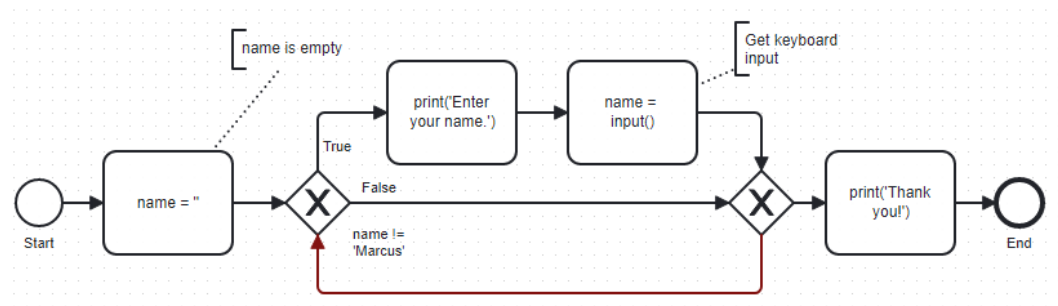 name is empty
Get keyboard
input
print('Enter
your name.')
name =
input()
True
name = ''
False
print('Thank
you!')
name !=
'Marcus'
Start
End